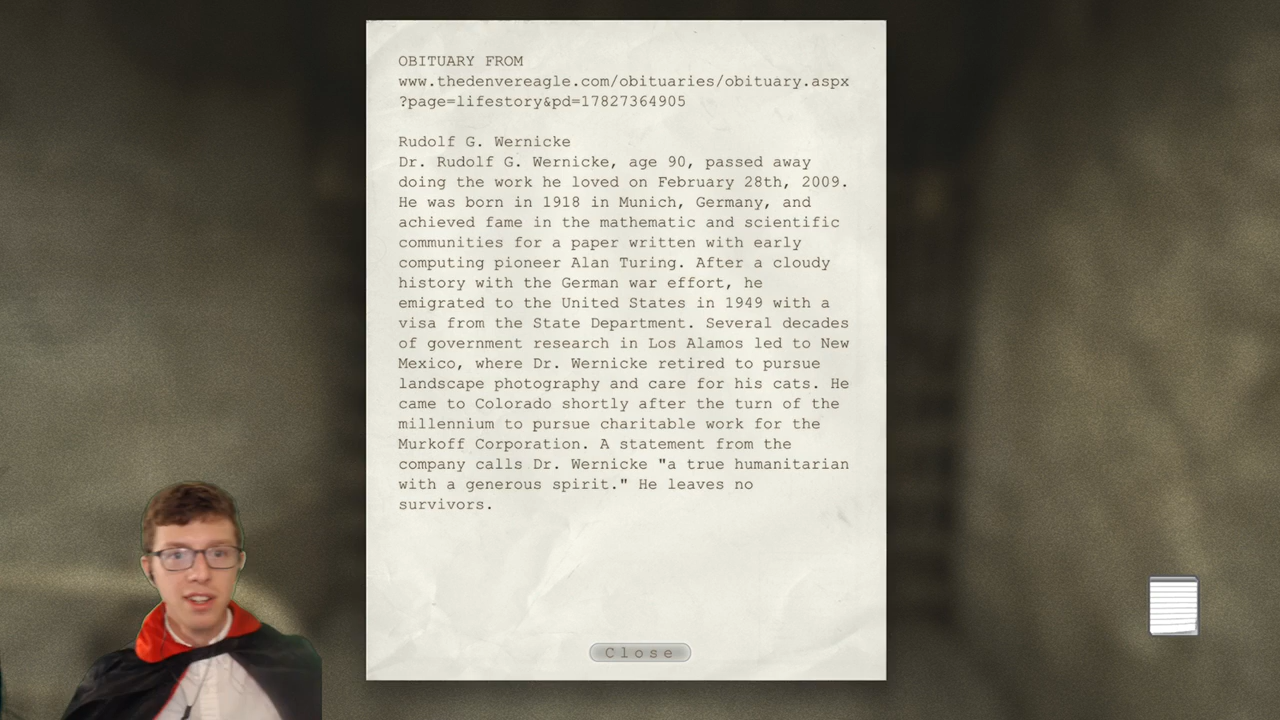 OBITUARY FROM
www.thedenvereagle.com/obituaries/obituary.aspx
?page=lifestory&pd=17827364905
Rudolf G. Wernicke
Dr. Rudolf G. Wernicke, age 90, passed away
doing the work he loved on February 28th, 2009.
He was born in 1918 in Munich, Germany, and
achieved fame in the mathematic and scientific
communities for a paper written with early
computing pioneer Alan Turing. After a cloudy
history with the German war effort, he
emigrated to the United States in 1949 with a
visa from the State Department. Several decades
of government research in Los Alamos led to New
Mexico, where Dr. Wernicke retired to pursue
landscape photography and care for his cats. He
came to Colorado shortly after the turn of the
millennium to pursue charitable work for the
Murkoff Corporation. A statement from the
company calls Dr. Wernicke "a true humanitarian
with a generous spirit." He leaves no
survivors.
Close